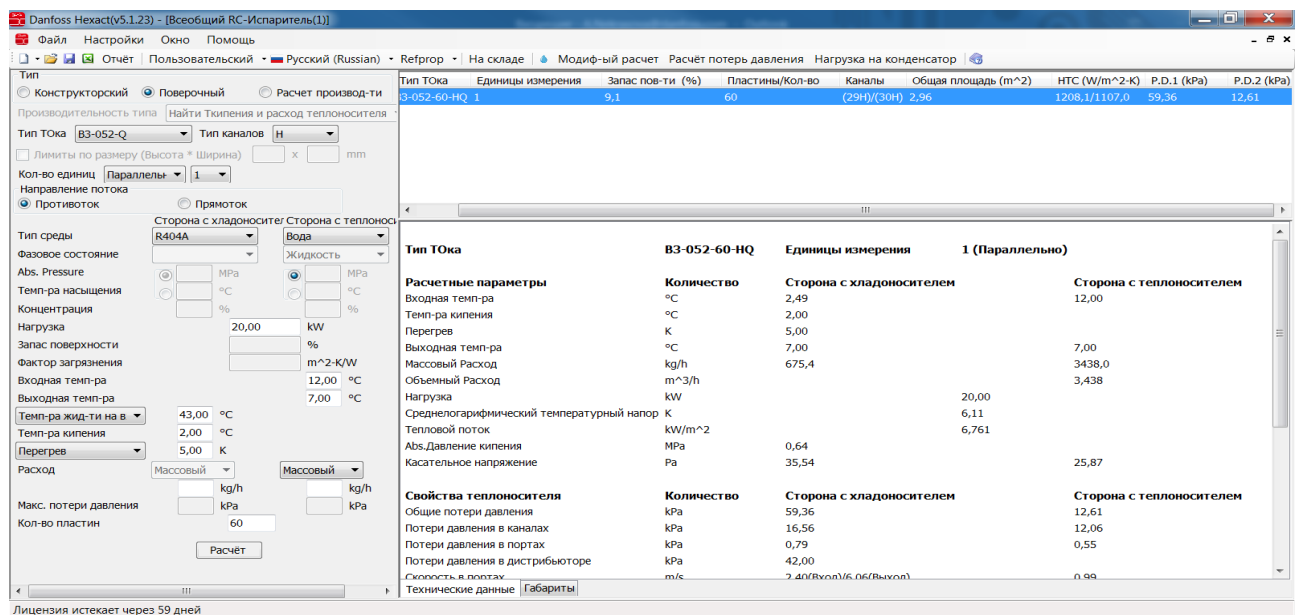 Danfoss Hexact(v5.1.23) - [Всеобщий RC-Испаритель(1)]
Файл Настройки Окно Помощь
Отчёт Пользовательский Русский (Russian) Refprop На складе Модиф-ый расчет Расчёт потерь давления Нагрузка на конденсатор
Тип
Конструкторский Поверочный Расчет производ-ти
Производительность типа Найти Ткипения и расход теплоносителя
Тип ТОка B3-052-Q Тип каналов H
Лимиты по размеру (Высота * Ширина) x mm
Кол-во единиц Параллельн 1
Направление потока
Противоток Прямоток
Сторона с хладоносител Сторона с теплоноси
Тип среды R404A Вода
Фазовое состояние Жидкость
Abs. Pressure MPa MPa
Темп-ра насыщения °C °C
Концентрация % %
Нагрузка 20,00 kW
Запас поверхности %
Фактор загрязнения m^2-K/W
Входная темп-ра 12,00 °C
Выходная темп-ра 7,00 °C
Темп-ра жид-ти на в 43,00 °C
Темп-ра кипения 2,00 °C
Перегрев 5,00 K
Расход Массовый Массовый
kg/h kg/h
Макс. потери давления kPa kPa
Кол-во пластин 60
Расчёт
Тип ТОка Единицы измерения Запас пов-ти (%) Пластины/Кол-во Каналы Общая площадь (m^2) HTC (W/m^2-K) P.D.1 (kPa) P.D.2 (kPa)
3-052-60-HQ 1 9,1 60 (29H)/(30H) 2,96 1208,1/1107,0 59,36 12,61
Тип ТОка B3-052-60-HQ Единицы измерения 1 (Параллельно)
Расчетные параметры Количество Сторона с хладоносителем Сторона с теплоносителем
Входная темп-ра °C 2,49 12,00
Темп-ра кипения °C 2,00
Перегрев K 5,00
Выходная темп-ра °C 7,00 7,00
Массовый Расход kg/h 675,4 3438,0
Объемный Расход m^3/h 3,438
Нагрузка kW 20,00
Среднелогарифмический температурный напор K 6,11
Тепловой поток kW/m^2 6,761
Abs.Давление кипения MPa 0,64
Касательное напряжение Pa 35,54 25,87
Свойства теплоносителя Количество Сторона с хладоносителем Сторона с теплоносителем
Общие потери давления kPa 59,36 12,61
Потери давления в каналах kPa 16,56 12,06
Потери давления в портах kPa 0,79 0,55
Потери давления в дистрибьюторе kPa 42,00
Скорость в портах m/s 2,40(Вход)/6,06(Выход) 0,99
Технические данные Габариты
Лицензия истекает через 59 дней